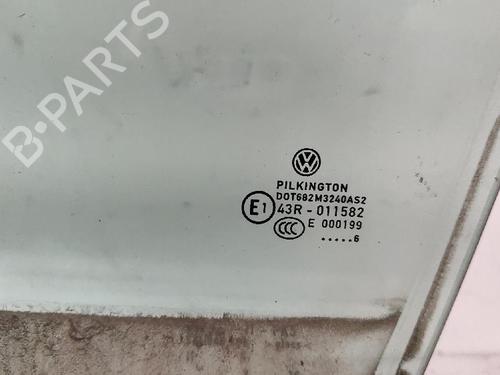 B-PARTS
PILKINGTON
DOT682M3240AS2
E1 43R - 011582
CCC E 000199
.....6